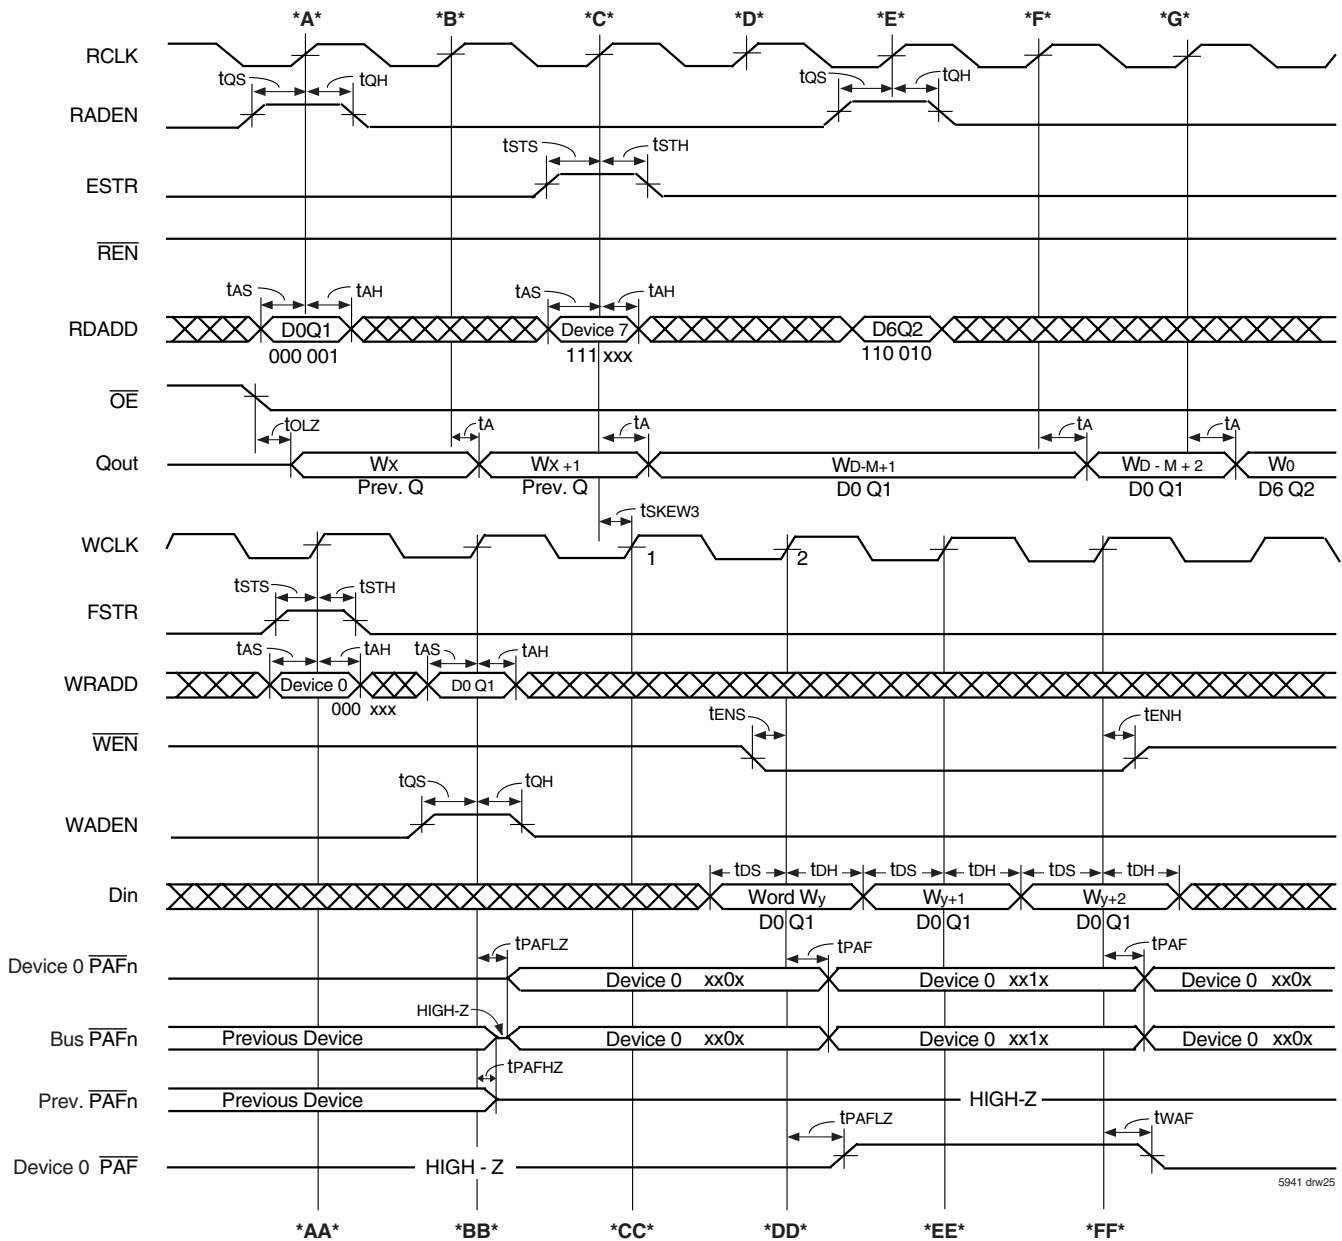 *A* *B* *C* *D* *E* *F* *G*
RCLK
tQS tQH tQS tQH
RADEN
tSTS tSTH
ESTR
REN
tAS tAH tAS tAH
RDADD D0Q1 Device 7 D6Q2
000 001 111 xxx 110 010
OE
tOLZ tA tA tA tA
Qout WX WX +1 WD-M+1 WD - M + 2 W0
Prev. Q Prev. Q D0 Q1 D0 Q1 D6 Q2
tSKEW3
WCLK 1 2
tSTS tSTH
FSTR
tAS tAH tAS tAH
WRADD Device 0 D0 Q1
000 xxx
tENS tENH
WEN
tQS tQH
WADEN
tDS tDH tDS tDH tDS tDH
Din Word Wy Wy+1 Wy+2
D0 Q1 D0 Q1 D0 Q1
tPAFLZ tPAF tPAF
Device 0 PAFn Device 0 xx0x Device 0 xx1x Device 0 xx0x
HIGH-Z
Bus PAFn Previous Device Device 0 xx0x Device 0 xx1x Device 0 xx0x
tPAFHZ
Prev. PAFn Previous Device HIGH-Z
tPAFLZ tWAF
Device 0 PAF HIGH - Z
5941 drw25
*AA* *BB* *CC* *DD* *EE* *FF*